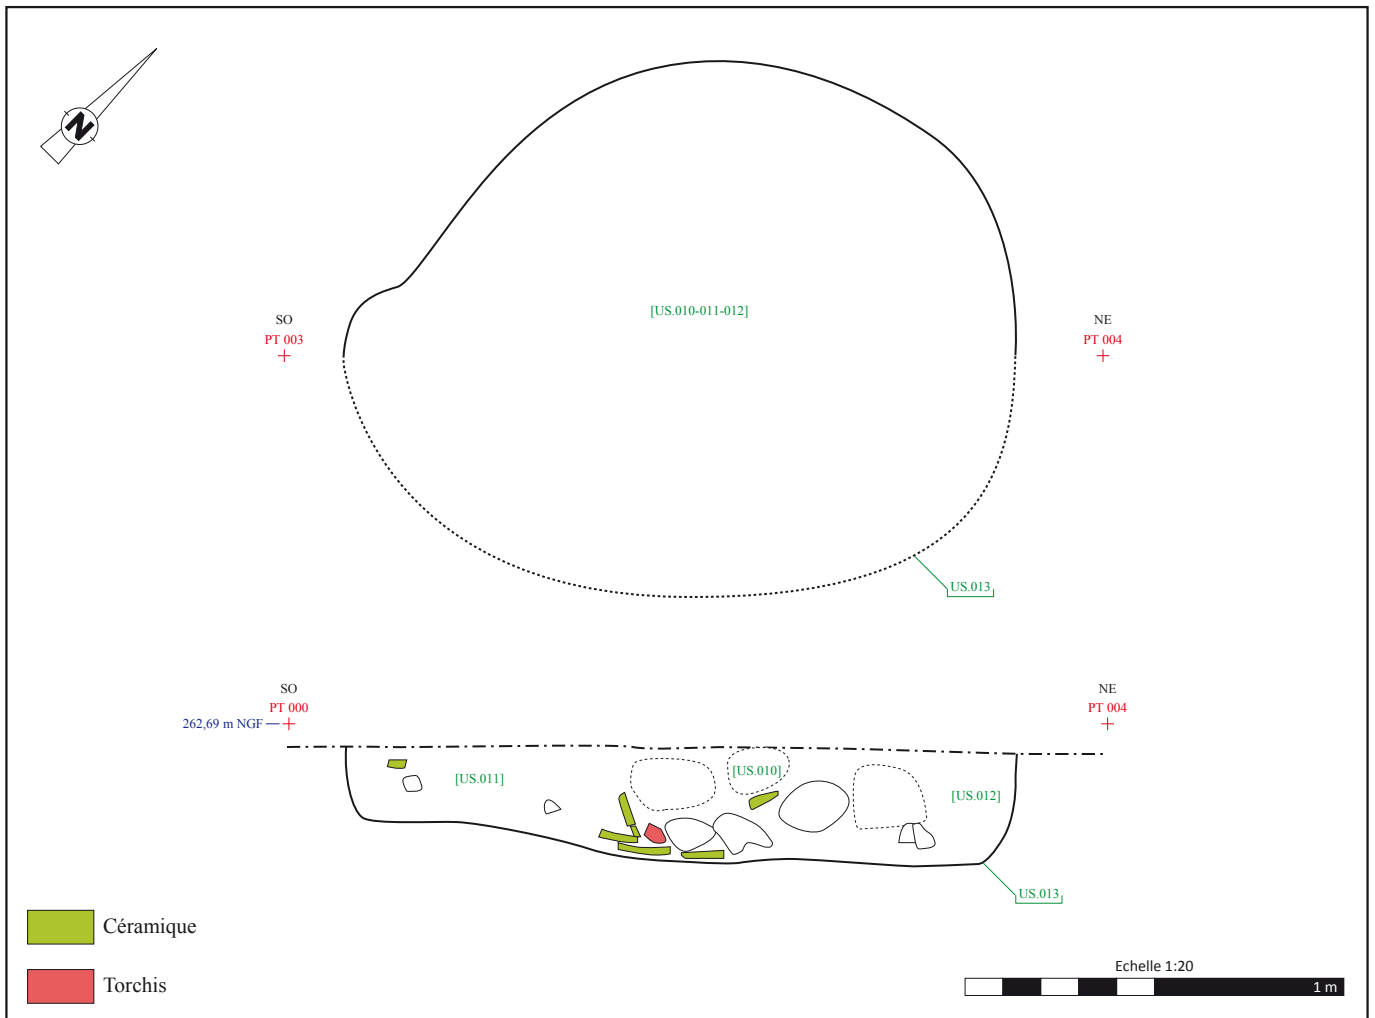 N
[US.010-011-012]
SO
PT 003
NE
PT 004
US.013
SO
PT 000
262,69 m NGF
NE
PT 004
[US.011]
[US.010]
[US.012]
US.013
Céramique
Torchis
Echelle 1:20
1 m